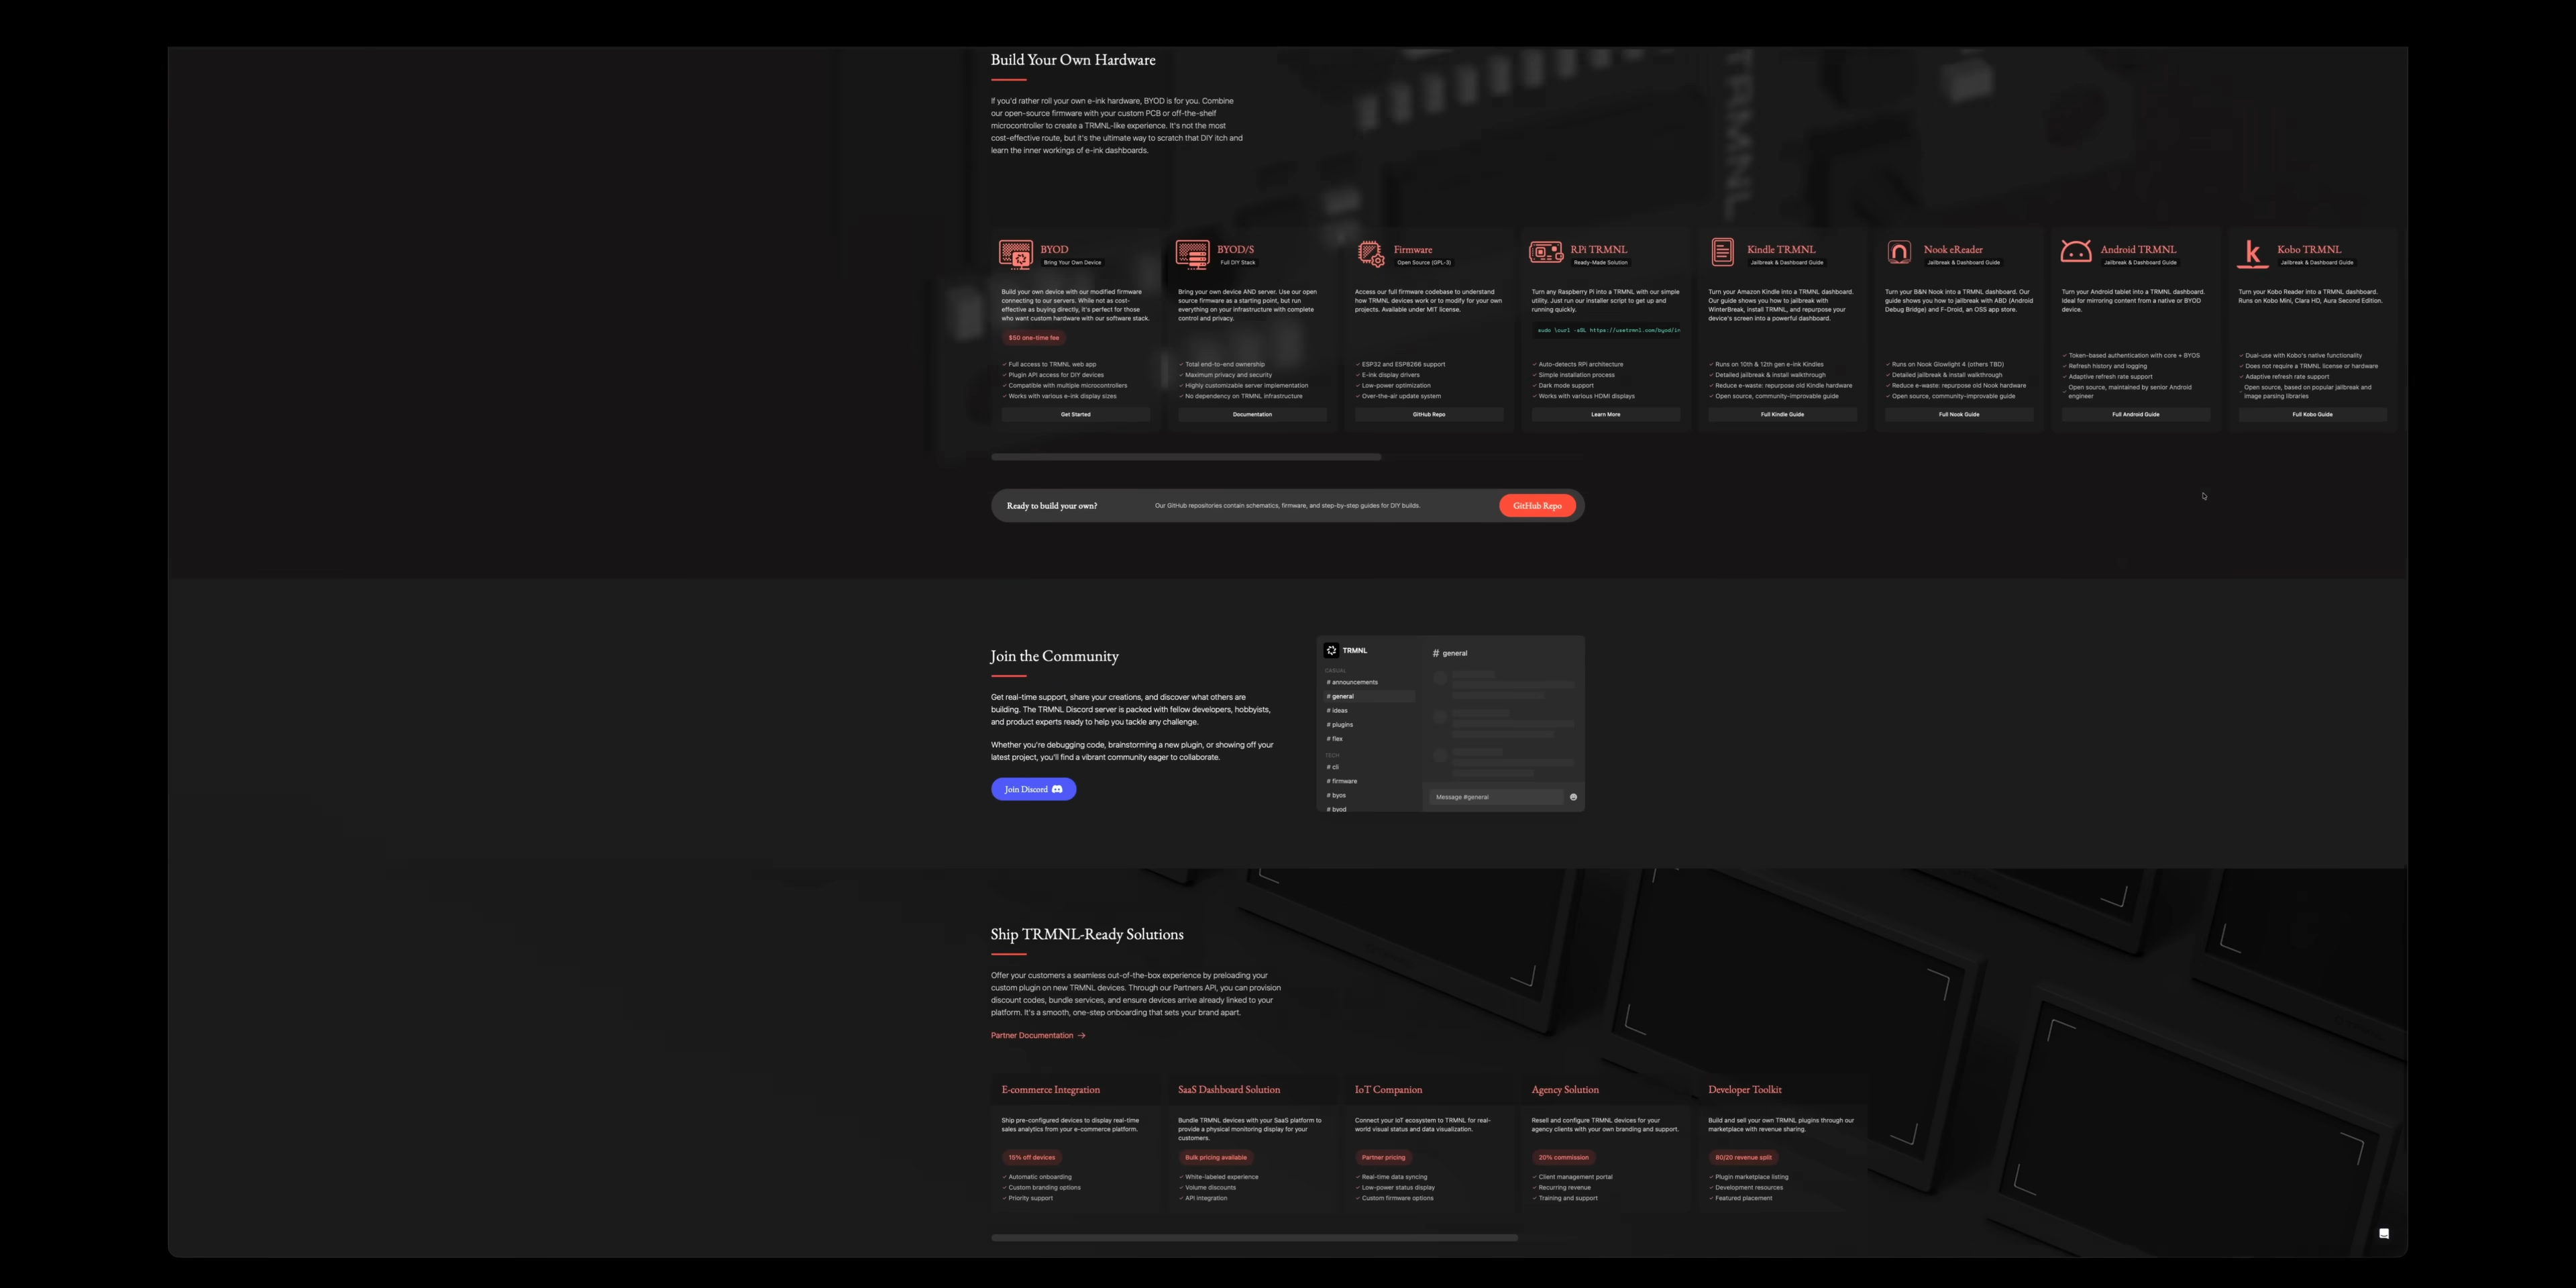 Build Your Own Hardware
If you'd rather roll your own e-ink hardware, BYOD is for you. Combine
our open-source firmware with your custom PCB or off-the-shelf
microcontroller to create a TRMNL-like experience. It's not the most
cost-effective route, but it's the ultimate way to scratch that DIY itch and
learn the inner workings of e-ink dashboards.
TRMNL
BYOD
Bring Your Own Device
Build your own device with our modified firmware
connecting to our servers. While not as cost-
effective as buying directly, it's perfect for those
who want custom hardware with our software stack.
$50 one-time fee
✓ Full access to TRMNL web app
✓ Plugin API access for DIY devices
✓ Compatible with multiple microcontrollers
✓ Works with various e-ink display sizes
Get Started
BYOD/S
Full DIY Stack
Bring your own device AND server. Use our open
source firmware as a starting point, but run
everything on your infrastructure with complete
control and privacy.
✓ Total end-to-end ownership
✓ Maximum privacy and security
✓ Highly customizable server implementation
✓ No dependency on TRMNL infrastructure
Documentation
Firmware
Open Source (GPL-3)
Access our full firmware codebase to understand
how TRMNL devices work or to modify for your own
projects. Available under MIT license.
✓ ESP32 and ESP8266 support
✓ E-ink display drivers
✓ Low-power optimization
✓ Over-the-air update system
GitHub Repo
RPi TRMNL
Ready-Made Solution
Turn any Raspberry Pi into a TRMNL with our simple
utility. Just run our installer script to get up and
running quickly.
sudo \curl -sSL https://usetrmnl.com/byod/in
✓ Auto-detects RPI architecture
✓ Simple installation process
✓ Dark mode support
✓ Works with various HDMI displays
Learn More
Kindle TRMNL
Jailbreak & Dashboard Guide
Turn your Amazon Kindle into a TRMNL dashboard.
Our guide shows you how to jailbreak with
WinterBreak, install TRMNL, and repurpose your
device's screen into a powerful dashboard.
✓ Runs on 10th & 12th gen e-ink Kindles
✓ Detailed jailbreak & install walkthrough
✓ Reduce e-waste: repurpose old Kindle hardware
✓ Open source, community-improvable guide
Full Kindle Guide
Nook eReader
Jailbreak & Dashboard Guide
Turn your B&N Nook into a TRMNL dashboard. Our
guide shows you how to jailbreak with ABD (Android
Debug Bridge) and F-Droid, an OSS app store.
✓ Runs on Nook Glowlight 4 (others TBD)
✓ Detailed jailbreak & install walkthrough
✓ Reduce e-waste: repurpose old Nook hardware
✓ Open source, community-improvable guide
Full Nook Guide
Android TRMNL
Jailbreak & Dashboard Guide
Turn your Android tablet into a TRMNL dashboard.
Ideal for mirroring content from a native or BYOD
device.
✓ Token-based authentication with core + BYOS
✓ Refresh history and logging
✓ Adaptive refresh rate support
✓ Open source, maintained by senior Android
engineer
Full Android Guide
k
Kobo TRMNL
Jailbreak & Dashboard Guide
Turn your Kobo Reader into a TRMNL dashboard.
Runs on Kobo Mini, Clara HD, Aura Second Edition.
✓ Dual-use with Kobo's native functionality
✓ Does not require a TRMNL license or hardware
✓ Adaptive refresh rate support
✓ Open source, based on popular jailbreak and
image parsing libraries
Full Kobo Guide
Ready to build your own?
Our GitHub repositories contain schematics, firmware, and step-by-step guides for DIY builds.
GitHub Repo
Join the Community
Get real-time support, share your creations, and discover what others are
building. The TRMNL Discord server is packed with fellow developers, hobbyists,
and product experts ready to help you tackle any challenge.
Whether you're debugging code, brainstorming a new plugin, or showing off your
latest project, you'll find a vibrant community eager to collaborate.
Join Discord
TRMNL
CASUAL
# announcements
# general
# ideas
# plugins
# flex
TECH
# cli
# firmware
# byos
# byod
# general
Message #general
Ship TRMNL-Ready Solutions
Offer your customers a seamless out-of-the-box experience by preloading your
custom plugin on new TRMNL devices. Through our Partners API, you can provision
discount codes, bundle services, and ensure devices arrive already linked to your
platform. It's a smooth, one-step onboarding that sets your brand apart.
Partner Documentation →
E-commerce Integration
Ship pre-configured devices to display real-time
sales analytics from your e-commerce platform.
15% off devices
✓ Automatic onboarding
✓ Custom branding options
✓ Priority support
SaaS Dashboard Solution
Bundle TRMNL devices with your SaaS platform to
provide a physical monitoring display for your
customers.
Bulk pricing available
✓ White-labeled experience
✓ Volume discounts
✓ API integration
IoT Companion
Connect your IoT ecosystem to TRMNL for real-
world visual status and data visualization.
Partner pricing
✓ Real-time data syncing
✓ Low-power status display
✓ Custom firmware options
Agency Solution
Resell and configure TRMNL devices for your
agency clients with your own branding and support.
20% commission
✓ Client management portal
✓ Recurring revenue
✓ Training and support
Developer Toolkit
Build and sell your own TRMNL plugins through our
marketplace with revenue sharing.
80/20 revenue split
✓ Plugin marketplace listing
✓ Development resources
✓ Featured placement